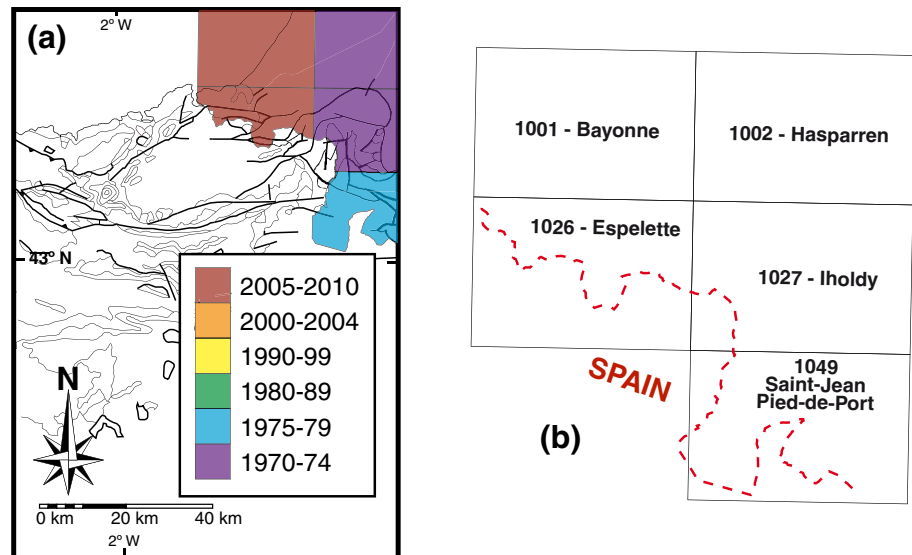 (a)
2° W
43° N
2005-2010
2000-2004
1990-99
1980-89
1975-79
1970-74
N
0 km 20 km 40 km
2° W
1001 - Bayonne
1002 - Hasparren
1026 - Espelette
1027 - Iholdy
1049
Saint-Jean
Pied-de-Port
SPAIN
(b)